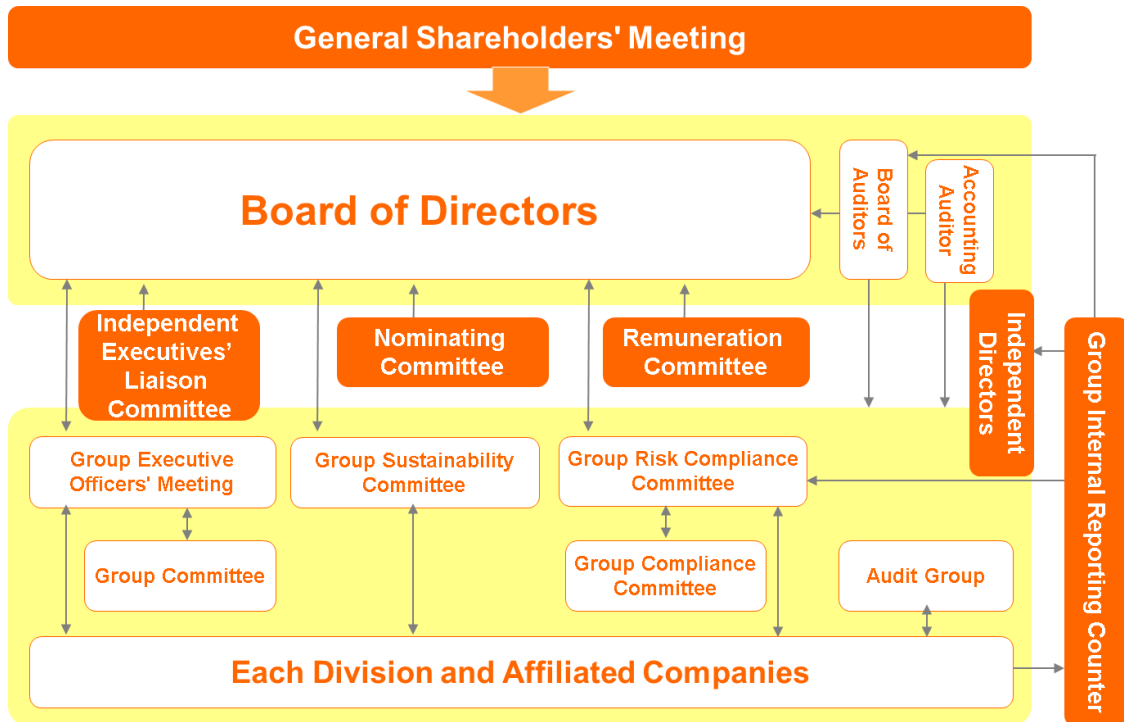 General Shareholders' Meeting
Board of Directors
Board of
Auditors
Accounting
Auditor
Independent
Executives’
Liaison
Committee
Nominating
Committee
Remuneration
Committee
Independent
Directors
Group Internal Reporting Counter
Group Executive
Officers' Meeting
Group Sustainability
Committee
Group Risk Compliance
Committee
Group Committee
Group Compliance
Committee
Audit Group
Each Division and Affiliated Companies